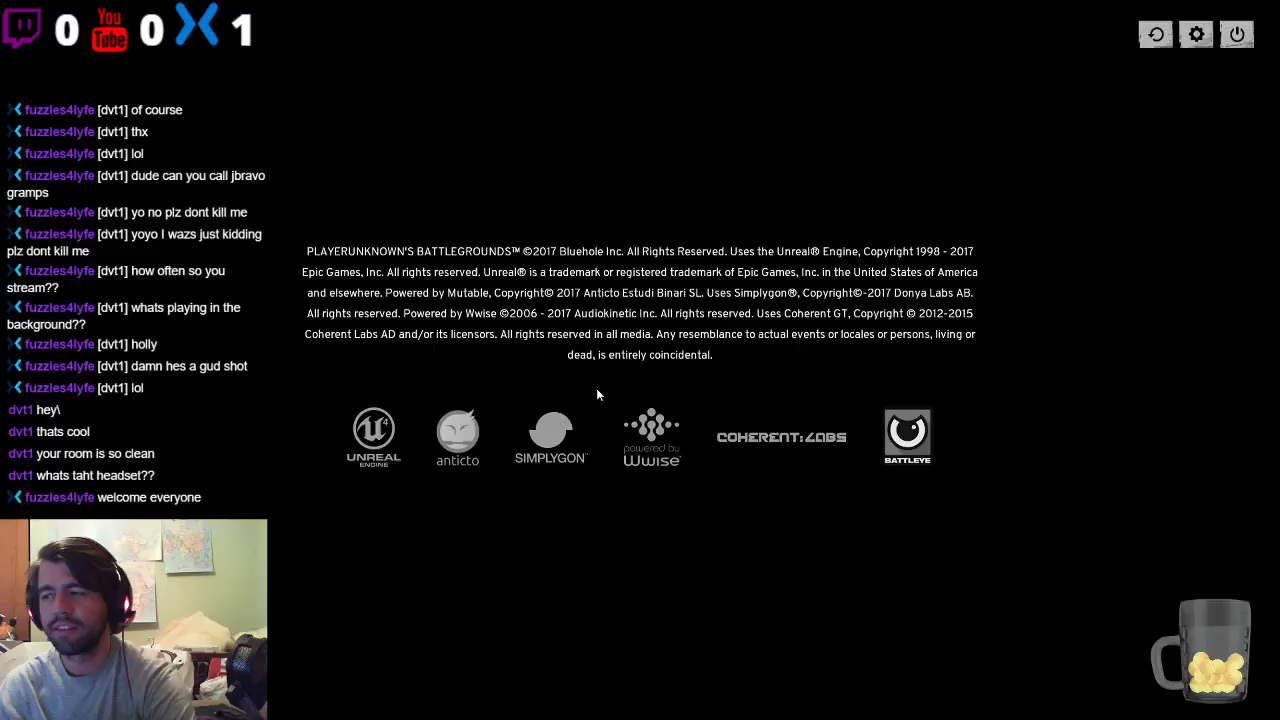 0
You
Tube
0
1
fuzzles4lyfe [dvt1] of course
fuzzles4lyfe [dvt1] thx
fuzzles4lyfe [dvt1] lol
fuzzles4lyfe [dvt1] dude can you call jbravo
gramps
fuzzles4lyfe [dvt1] yo no plz dont kill me
fuzzles4lyfe [dvt1] yoyo I wazs just kidding
plz dont kill me
fuzzles4lyfe [dvt1] how often so you
stream??
fuzzles4lyfe [dvt1] whats playing in the
background??
fuzzles4lyfe [dvt1] holly
fuzzles4lyfe [dvt1] damn hes a gud shot
fuzzles4lyfe [dvt1] lol
dvt1 hey\
dvt1 thats cool
dvt1 your room is so clean
dvt1 whats taht headset??
fuzzles4lyfe welcome everyone
PLAYERUNKNOWN'S BATTLEGROUNDS™ ©2017 Bluehole Inc. All Rights Reserved. Uses the Unreal® Engine, Copyright 1998 - 2017
Epic Games, Inc. All rights reserved. Unreal® is a trademark or registered trademark of Epic Games, Inc. in the United States of America
and elsewhere. Powered by Mutable, Copyright© 2017 Anticto Estudi Binari SL. Uses Simplygon®, Copyright©-2017 Donya Labs AB.
All rights reserved. Powered by Wwise ©2006 - 2017 Audiokinetic Inc. All rights reserved. Uses Coherent GT, Copyright © 2012-2015
Coherent Labs AD and/or its licensors. All rights reserved in all media. Any resemblance to actual events or locales or persons, living or
dead, is entirely coincidental.
UNREAL
ENGINE
anticto
SIMPLYGON
powered by
Wwise
COHERENT:LABS
BATTLEYE